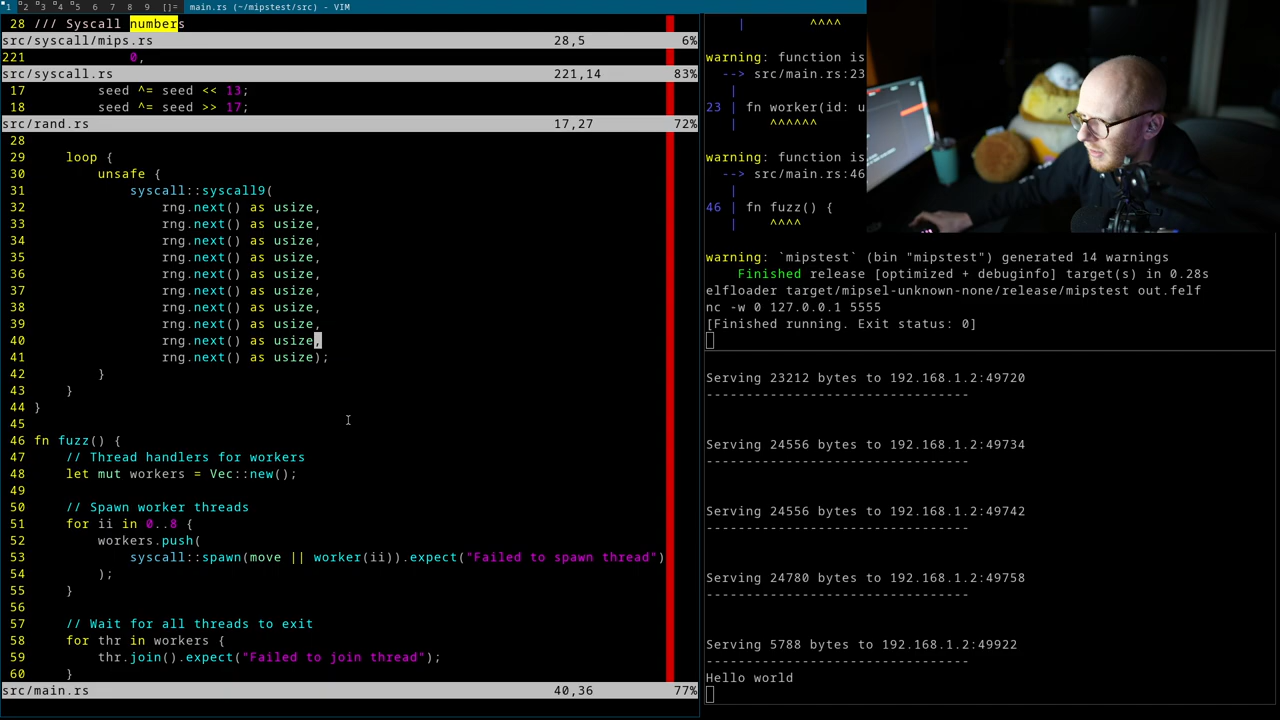 1 2 3 4 5 6 7 8 9 []= main.rs (~/mipstest/src) - VIM
28 /// Syscall numbers
src/syscall/mips.rs 28,5 6%
221 0,
src/syscall.rs 221,14 83%
17 seed ^= seed << 13;
18 seed ^= seed >> 17;
src/rand.rs 17,27 72%
28
29 loop {
30 unsafe {
31 syscall::syscall9(
32 rng.next() as usize,
33 rng.next() as usize,
34 rng.next() as usize,
35 rng.next() as usize,
36 rng.next() as usize,
37 rng.next() as usize,
38 rng.next() as usize,
39 rng.next() as usize,
40 rng.next() as usize,
41 rng.next() as usize);
42 }
43 }
44 }
45
46 fn fuzz() {
47 // Thread handlers for workers
48 let mut workers = Vec::new();
49
50 // Spawn worker threads
51 for ii in 0..8 {
52 workers.push(
53 syscall::spawn(move || worker(ii)).expect("Failed to spawn thread")
54 );
55 }
56
57 // Wait for all threads to exit
58 for thr in workers {
59 thr.join().expect("Failed to join thread");
60 }
src/main.rs 40,36 77%
| ^^^^
warning: function is
--> src/main.rs:23
|
23 | fn worker(id: u
| ^^^^^^
warning: function is
--> src/main.rs:46
|
46 | fn fuzz() {
| ^^^^
warning: `mipstest` (bin "mipstest") generated 14 warnings
Finished release [optimized + debuginfo] target(s) in 0.28s
elfloader target/mipsel-unknown-none/release/mipstest out.felf
nc -w 0 127.0.0.1 5555
[Finished running. Exit status: 0]
Serving 23212 bytes to 192.168.1.2:49720
---------------------------------
Serving 24556 bytes to 192.168.1.2:49734
---------------------------------
Serving 24556 bytes to 192.168.1.2:49742
---------------------------------
Serving 24780 bytes to 192.168.1.2:49758
---------------------------------
Serving 5788 bytes to 192.168.1.2:49922
---------------------------------
Hello world